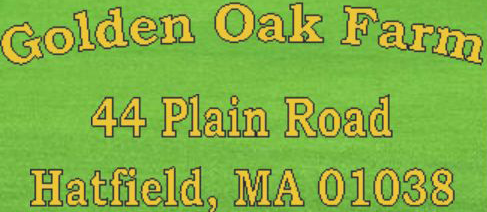 Golden Oak Farm
44 Plain Road
Hatfield, MA 01038